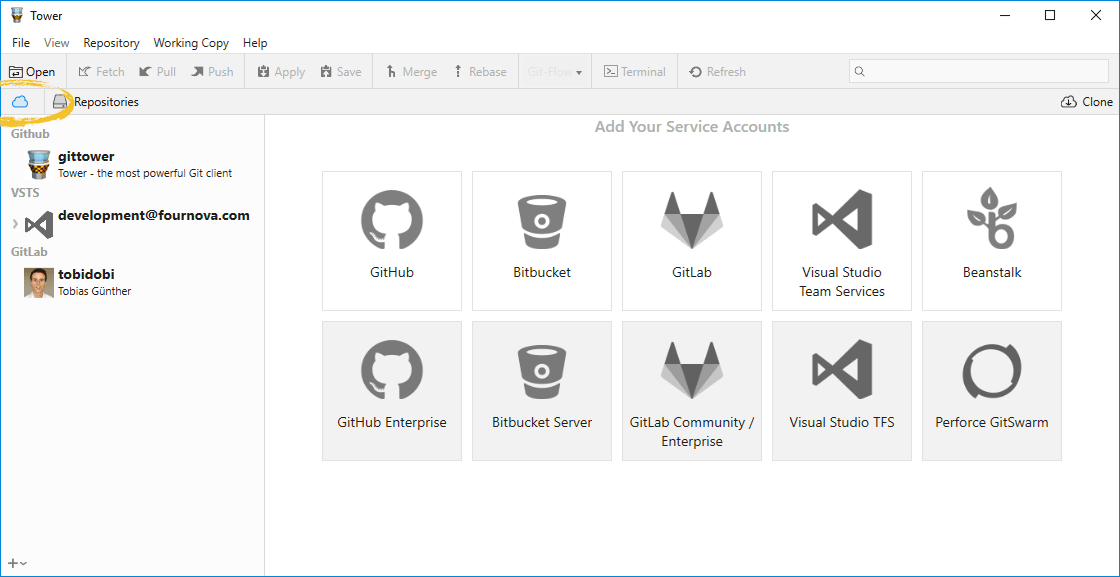 Tower
File View Repository Working Copy Help
Open Fetch Pull Push Apply Save Merge Rebase Git-Flow Terminal Refresh
Repositories Clone
Github
gittower
Tower - the most powerful Git client
VSTS
development@fournova.com
GitLab
tobidobi
Tobias Günther
Add Your Service Accounts
GitHub
Bitbucket
GitLab
Visual Studio
Team Services
Beanstalk
GitHub Enterprise
Bitbucket Server
GitLab Community /
Enterprise
Visual Studio TFS
Perforce GitSwarm